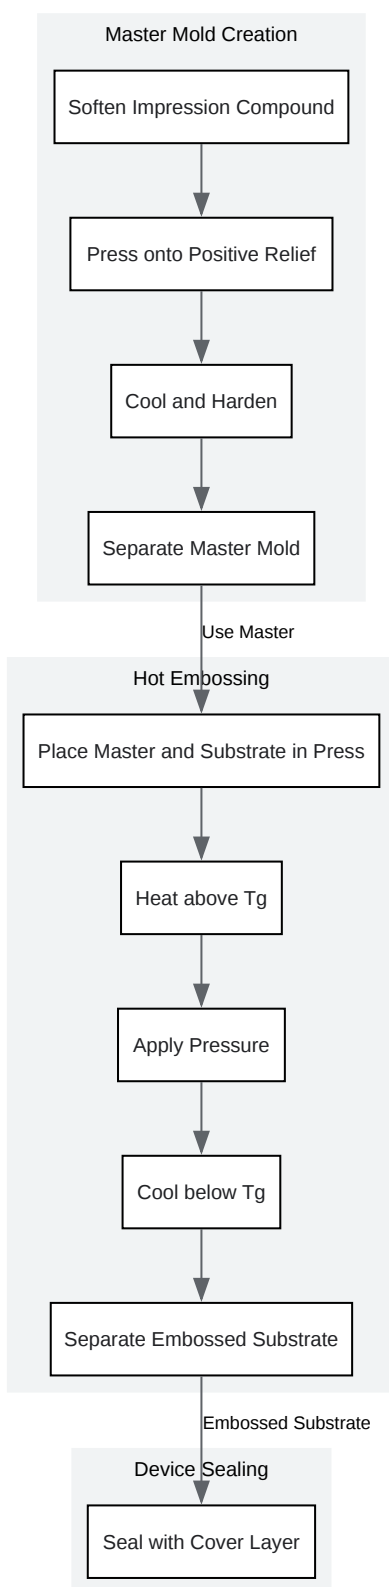 Master Mold Creation
Soften Impression Compound
Press onto Positive Relief
Cool and Harden
Separate Master Mold
Use Master
Hot Embossing
Place Master and Substrate in Press
Heat above Tg
Apply Pressure
Cool below Tg
Separate Embossed Substrate
Embossed Substrate
Device Sealing
Seal with Cover Layer